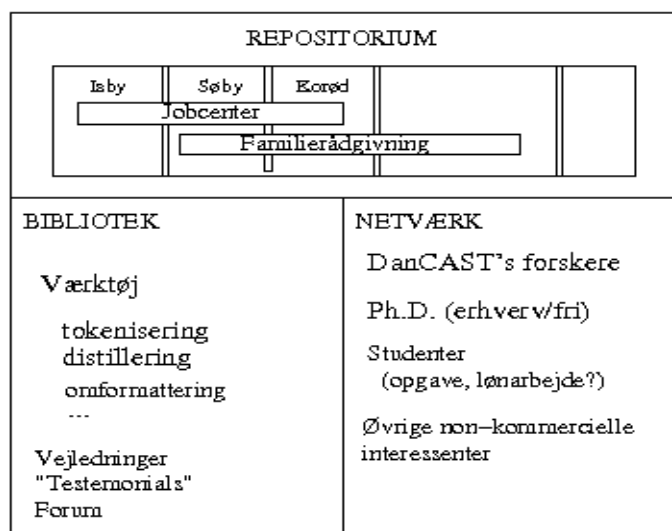 REPOSITORIUM
Isby Søby Korød
Jobcenter
Familierådgivning
BIBLIOTEK
Værktøj
tokenisering
distillering
omformattering
---
Vejledninger
"Testemonials"
Forum
NETVÆRK
DanCAST's forskere
Ph.D. (erhverv/fri)
Studenter
(opgave, lønarbejde?)
Øvrige non-kommercielle
interessenter